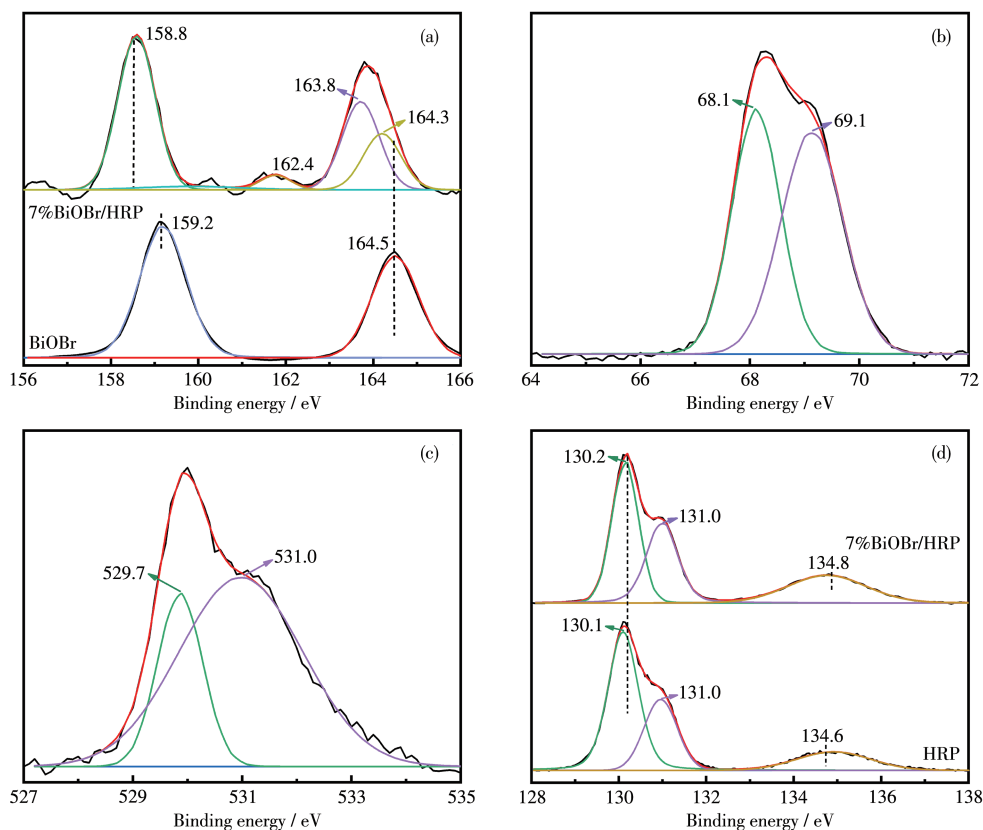 (a)
158.8
163.8
164.3
162.4
7%BiOBr/HRP
159.2
164.5
BiOBr
156 158 160 162 164 166
Binding energy / eV
(b)
68.1
69.1
64 66 68 70 72
Binding energy / eV
(c)
529.7
531.0
527 529 531 533 535
Binding energy / eV
(d)
130.2
131.0
7%BiOBr/HRP
134.8
130.1
131.0
134.6
HRP
128 130 132 134 136 138
Binding energy / eV